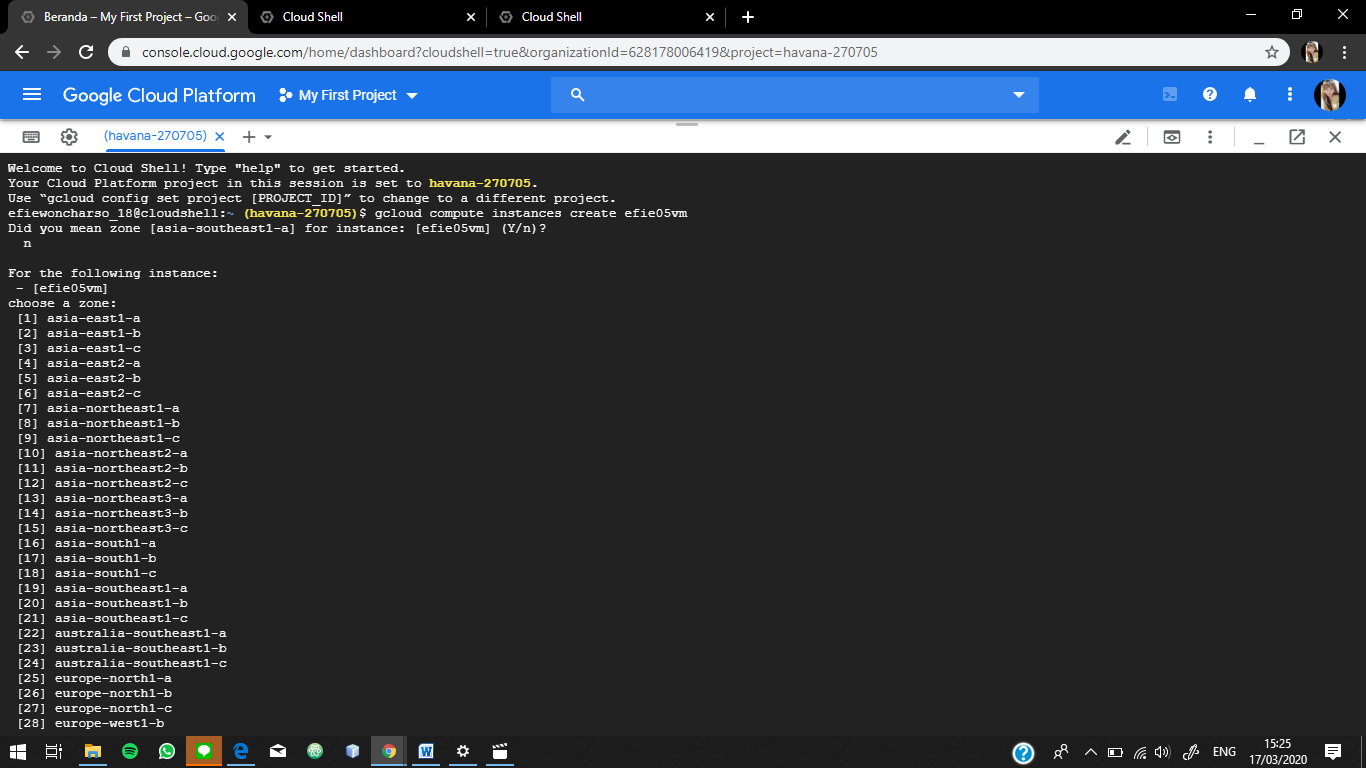 Beranda – My First Project – Goo
Cloud Shell
Cloud Shell
console.cloud.google.com/home/dashboard?cloudshell=true&organizationId=628178006419&project=havana-270705
Google Cloud Platform
My First Project
(havana-270705)
Welcome to Cloud Shell! Type "help" to get started.
Your Cloud Platform project in this session is set to havana-270705.
Use “gcloud config set project [PROJECT_ID]” to change to a different project.
efiewoncharso_18@cloudshell:~ (havana-270705)$ gcloud compute instances create efie05vm
Did you mean zone [asia-southeast1-a] for instance: [efie05vm] (Y/n)?
n
For the following instance:
- [efie05vm]
choose a zone:
[1] asia-east1-a
[2] asia-east1-b
[3] asia-east1-c
[4] asia-east2-a
[5] asia-east2-b
[6] asia-east2-c
[7] asia-northeast1-a
[8] asia-northeast1-b
[9] asia-northeast1-c
[10] asia-northeast2-a
[11] asia-northeast2-b
[12] asia-northeast2-c
[13] asia-northeast3-a
[14] asia-northeast3-b
[15] asia-northeast3-c
[16] asia-south1-a
[17] asia-south1-b
[18] asia-south1-c
[19] asia-southeast1-a
[20] asia-southeast1-b
[21] asia-southeast1-c
[22] australia-southeast1-a
[23] australia-southeast1-b
[24] australia-southeast1-c
[25] europe-north1-a
[26] europe-north1-b
[27] europe-north1-c
[28] europe-west1-b
ENG
15:25
17/03/2020